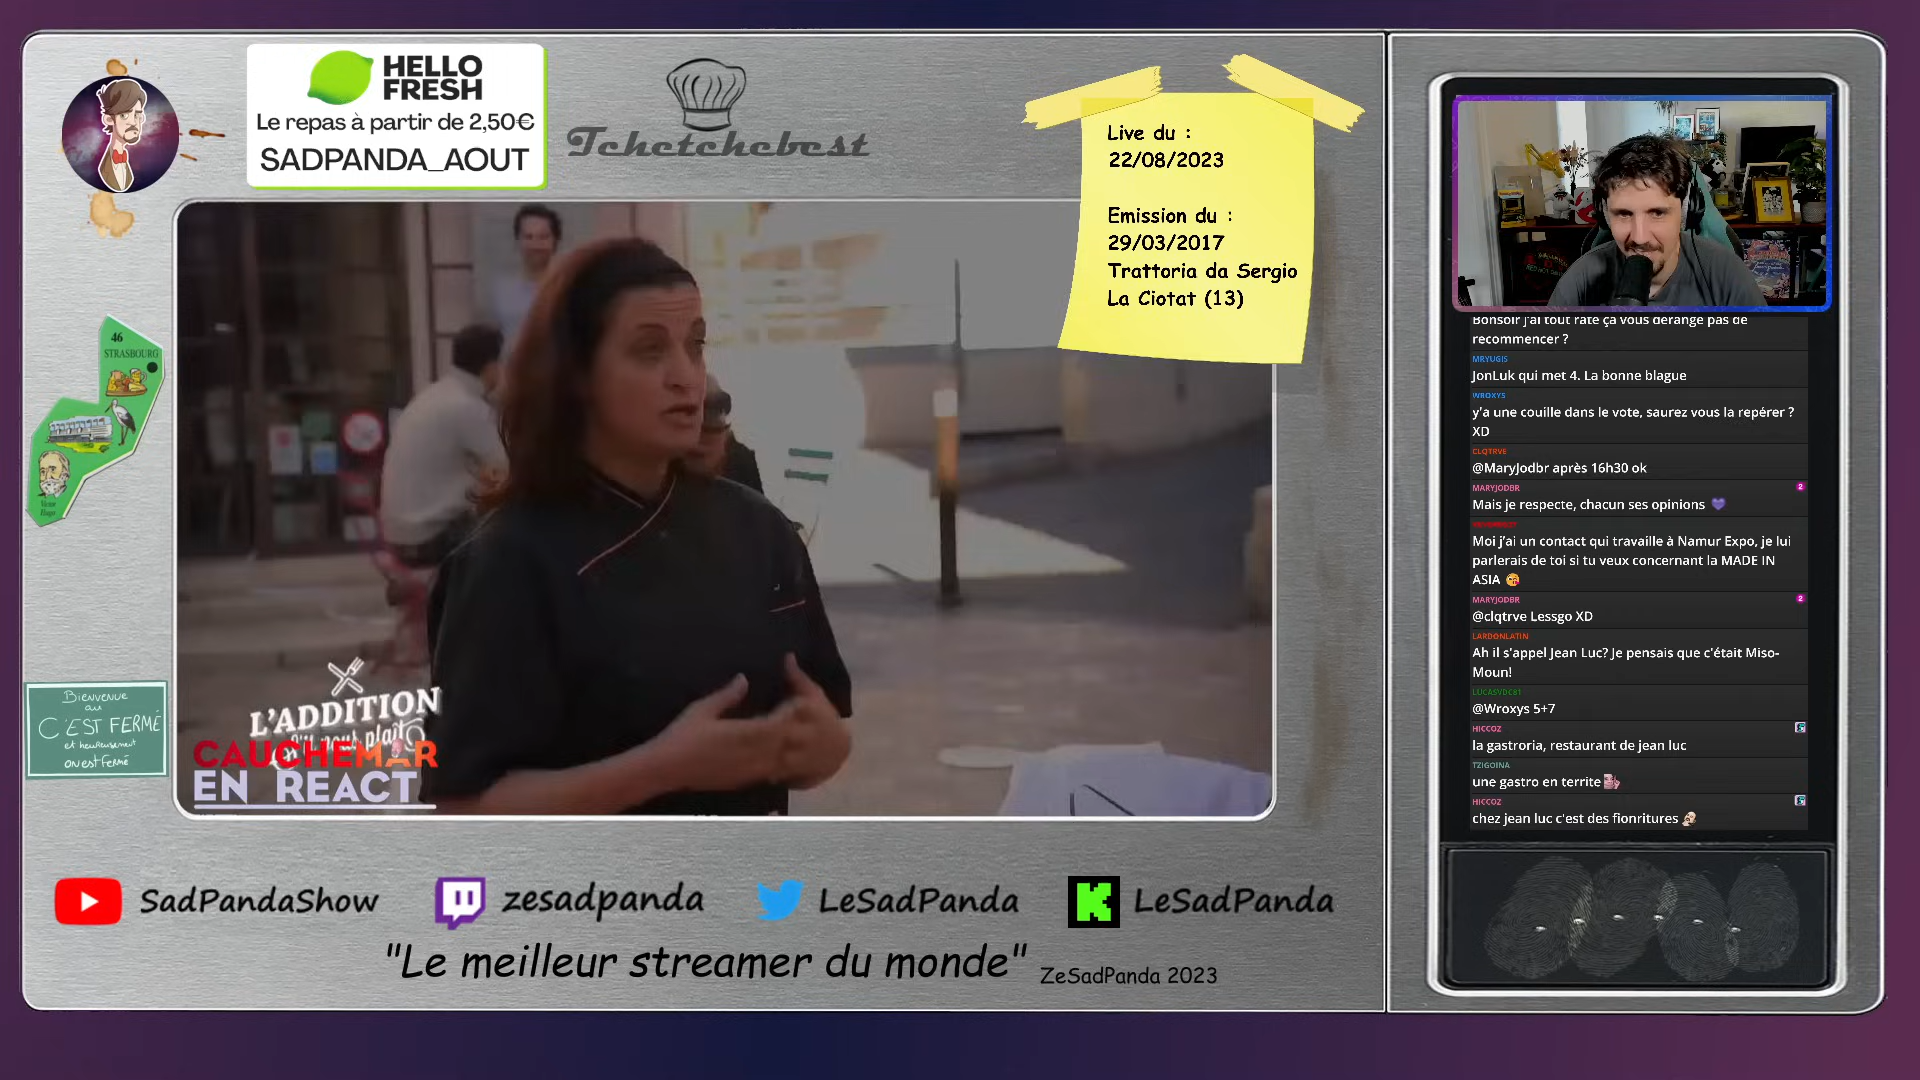 HELLO
FRESH
Le repas à partir de 2,50€
SADPANDA_AOUT
Tchetchebest
Live du :
22/08/2023
Emission du :
29/03/2017
Trattoria da Sergio
La Ciotat (13)
46
STRASBOURG
Victor
Hugo
Bienvenue
au
C'EST FERMÉ
et heureusement
on est fermé
L'ADDITION
plaît
CAUCHEMAR
EN REACT
Bonsoir j'ai tout raté ça vous dérange pas de
recommencer ?
MRYUGIS
JonLuk qui met 4. La bonne blague
WROXYS
y'a une couille dans le vote, saurez vous la repérer ?
XD
CLQTRVE
@MaryJodbr après 16h30 ok
MARYJODBR
2
Mais je respecte, chacun ses opinions 💜
Moi j'ai un contact qui travaille à Namur Expo, je lui
parlerais de toi si tu veux concernant la MADE IN
ASIA 😘
MARYJODBR
2
@clqtrve Lessgo XD
LARDONLATIN
Ah il s'appel Jean Luc? Je pensais que c'était Miso-
Moun!
LUCASVDC81
@Wroxys 5+7
HICCOZ
la gastroria, restaurant de jean luc
TZIGOINA
une gastro en territe
HICCOZ
chez jean luc c'est des fionritures
SadPandaShow
zesadpanda
LeSadPanda
LeSadPanda
"Le meilleur streamer du monde"
ZeSadPanda 2023